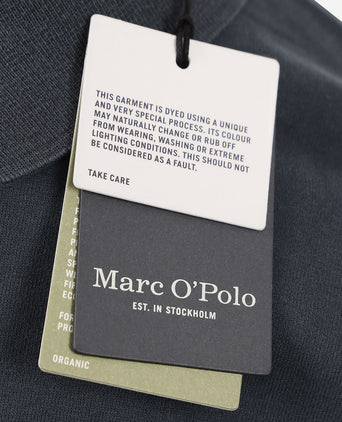 THIS GARMENT IS DYED USING A UNIQUE
AND VERY SPECIAL PROCESS. ITS COLOUR
MAY NATURALLY CHANGE OR RUB OFF
FROM WEARING, WASHING OR EXTREME
LIGHTING CONDITIONS. THIS SHOULD NOT
BE CONSIDERED AS A FAULT.
TAKE CARE
Marc O'Polo
EST. IN STOCKHOLM
ORGANIC